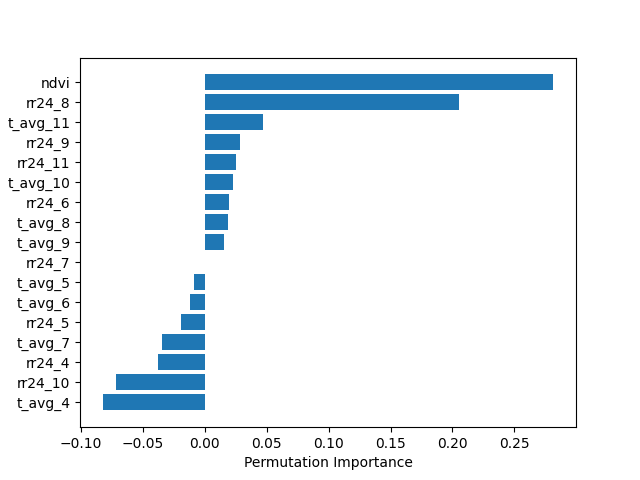 ndvi
rr24_8
t_avg_11
rr24_9
rr24_11
t_avg_10
rr24_6
t_avg_8
t_avg_9
rr24_7
t_avg_5
t_avg_6
rr24_5
t_avg_7
rr24_4
rr24_10
t_avg_4
−0.10 −0.05 0.00 0.05 0.10 0.15 0.20 0.25
Permutation Importance